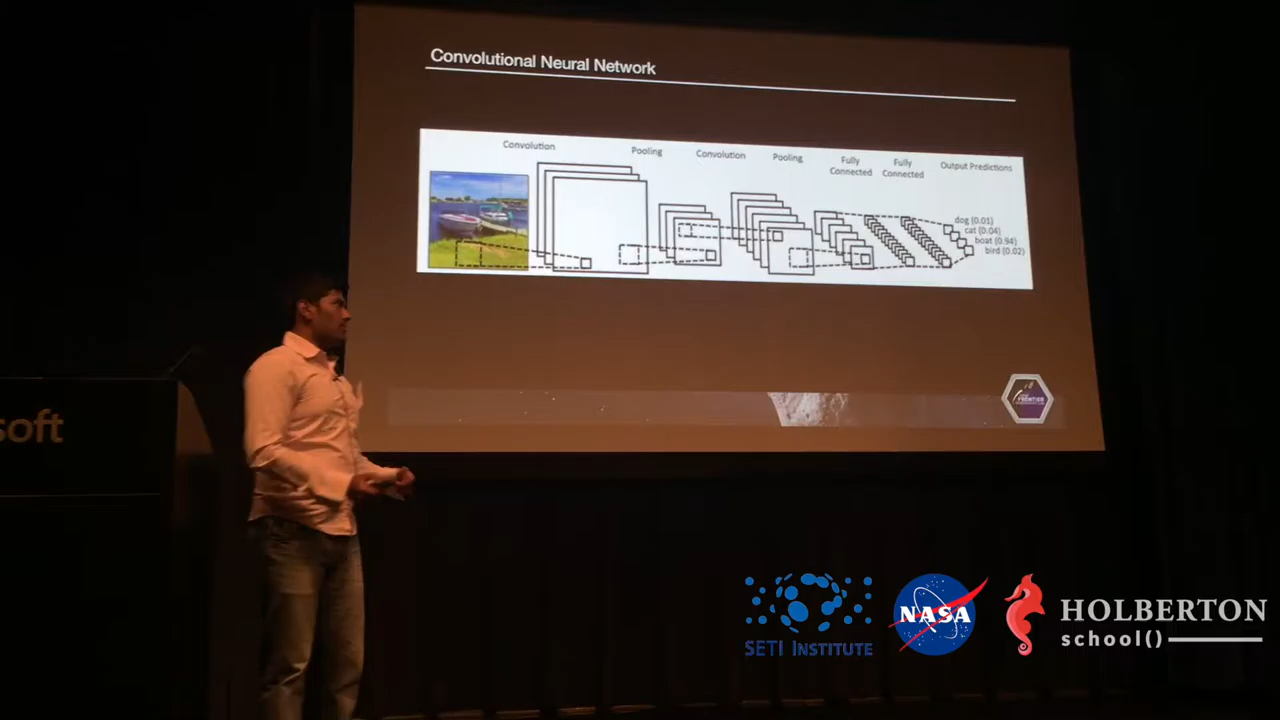 Convolutional Neural Network
Convolution
Pooling
Convolution
Pooling
Fully
Connected
Fully
Connected
Output Predictions
dog (0.01)
cat (0.04)
boat (0.94)
bird (0.02)
FRONTIER
soft
SETI INSTITUTE
NASA
HOLBERTON
school()